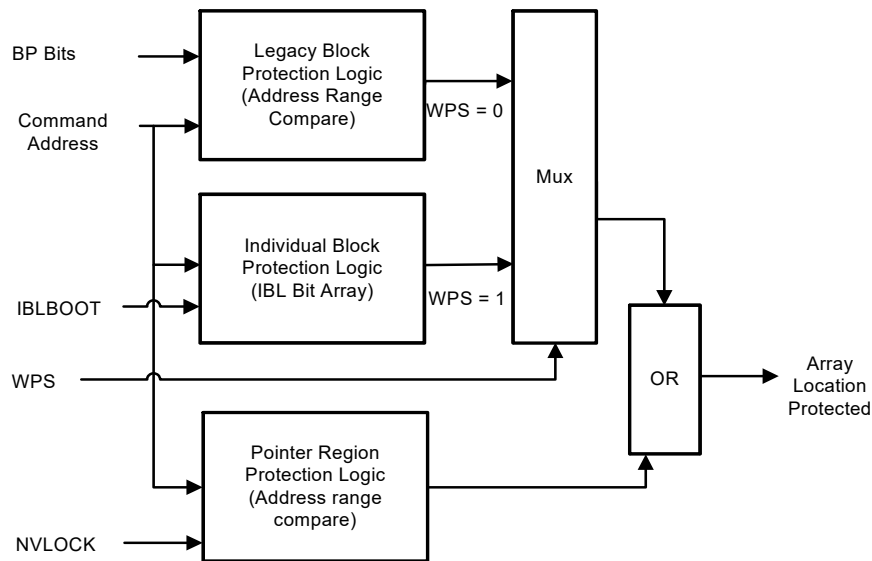 BP Bits
Command
Address
Legacy Block
Protection Logic
(Address Range
Compare)
WPS = 0
Mux
Individual Block
Protection Logic
(IBL Bit Array)
WPS = 1
IBLBOOT
WPS
OR
Array
Location
Protected
Pointer Region
Protection Logic
(Address range
compare)
NVLOCK